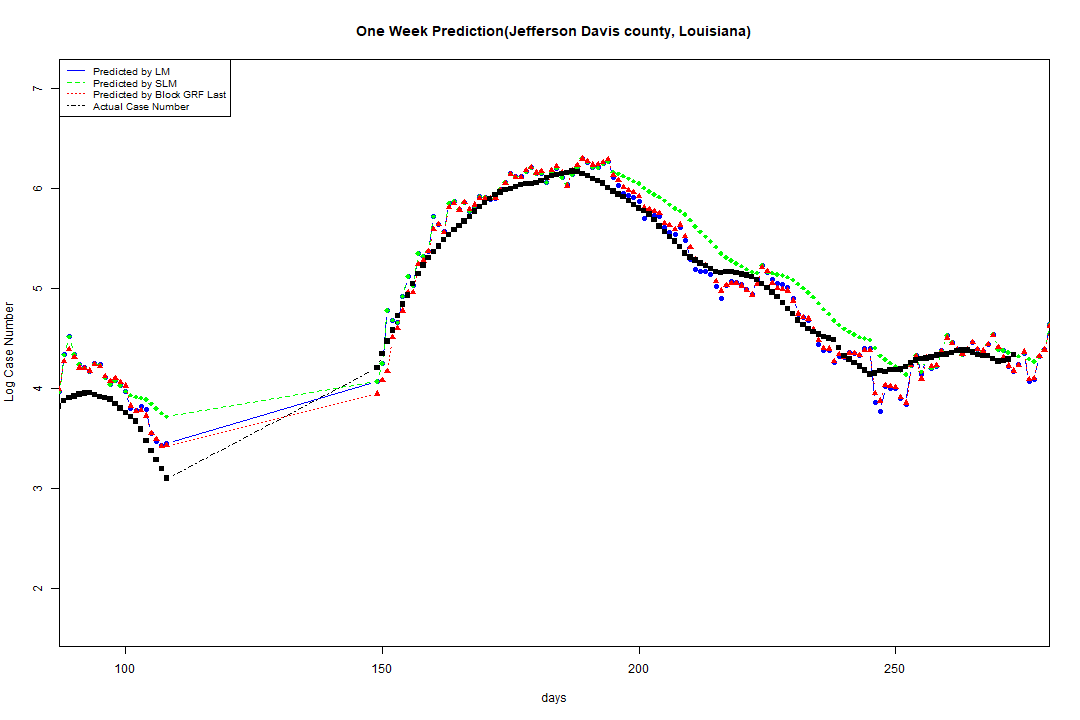 One Week Prediction(Jefferson Davis county, Louisiana)
Predicted by LM
Predicted by SLM
Predicted by Block GRF Last
Actual Case Number
7
6
5
4
3
2
Log Case Number
100 150 200 250
days